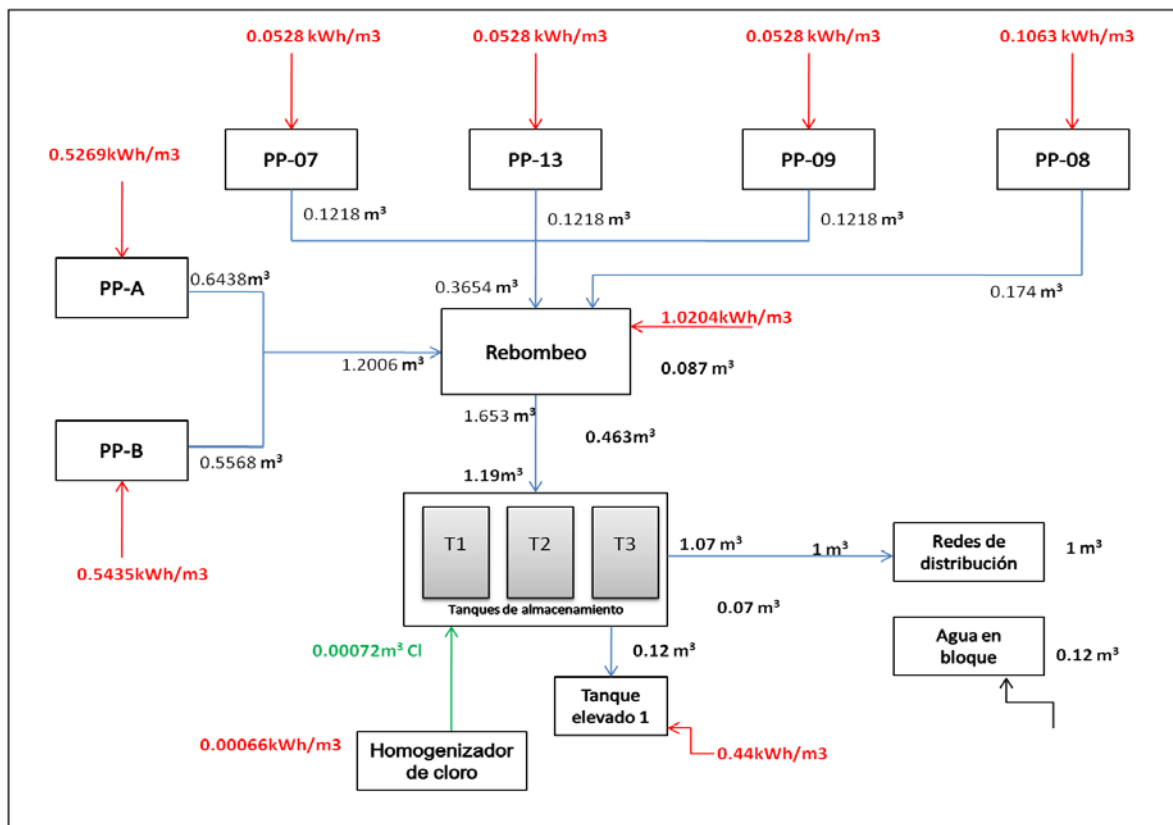 0.0528 kWh/m3
0.0528 kWh/m3
0.0528 kWh/m3
0.1063 kWh/m3
PP-07
PP-13
PP-09
PP-08
0.5269kWh/m3
0.1218 m³
0.1218 m³
0.1218 m³
PP-A
0.6438m³
0.3654 m³
0.174 m³
1.0204kWh/m3
Rebombeo
1.2006 m³
0.087 m³
PP-B
0.5568 m³
1.653 m³
0.463m³
1.19m³
0.5435kWh/m3
T1
T2
T3
Tanques de almacenamiento
1.07 m³
1 m³
Redes de
distribución
1 m³
0.07 m³
0.00072m³ Cl
0.12 m³
Agua en
bloque
0.12 m³
Tanque
elevado 1
0.00066kWh/m3
Homogenizador
de cloro
0.44kWh/m3